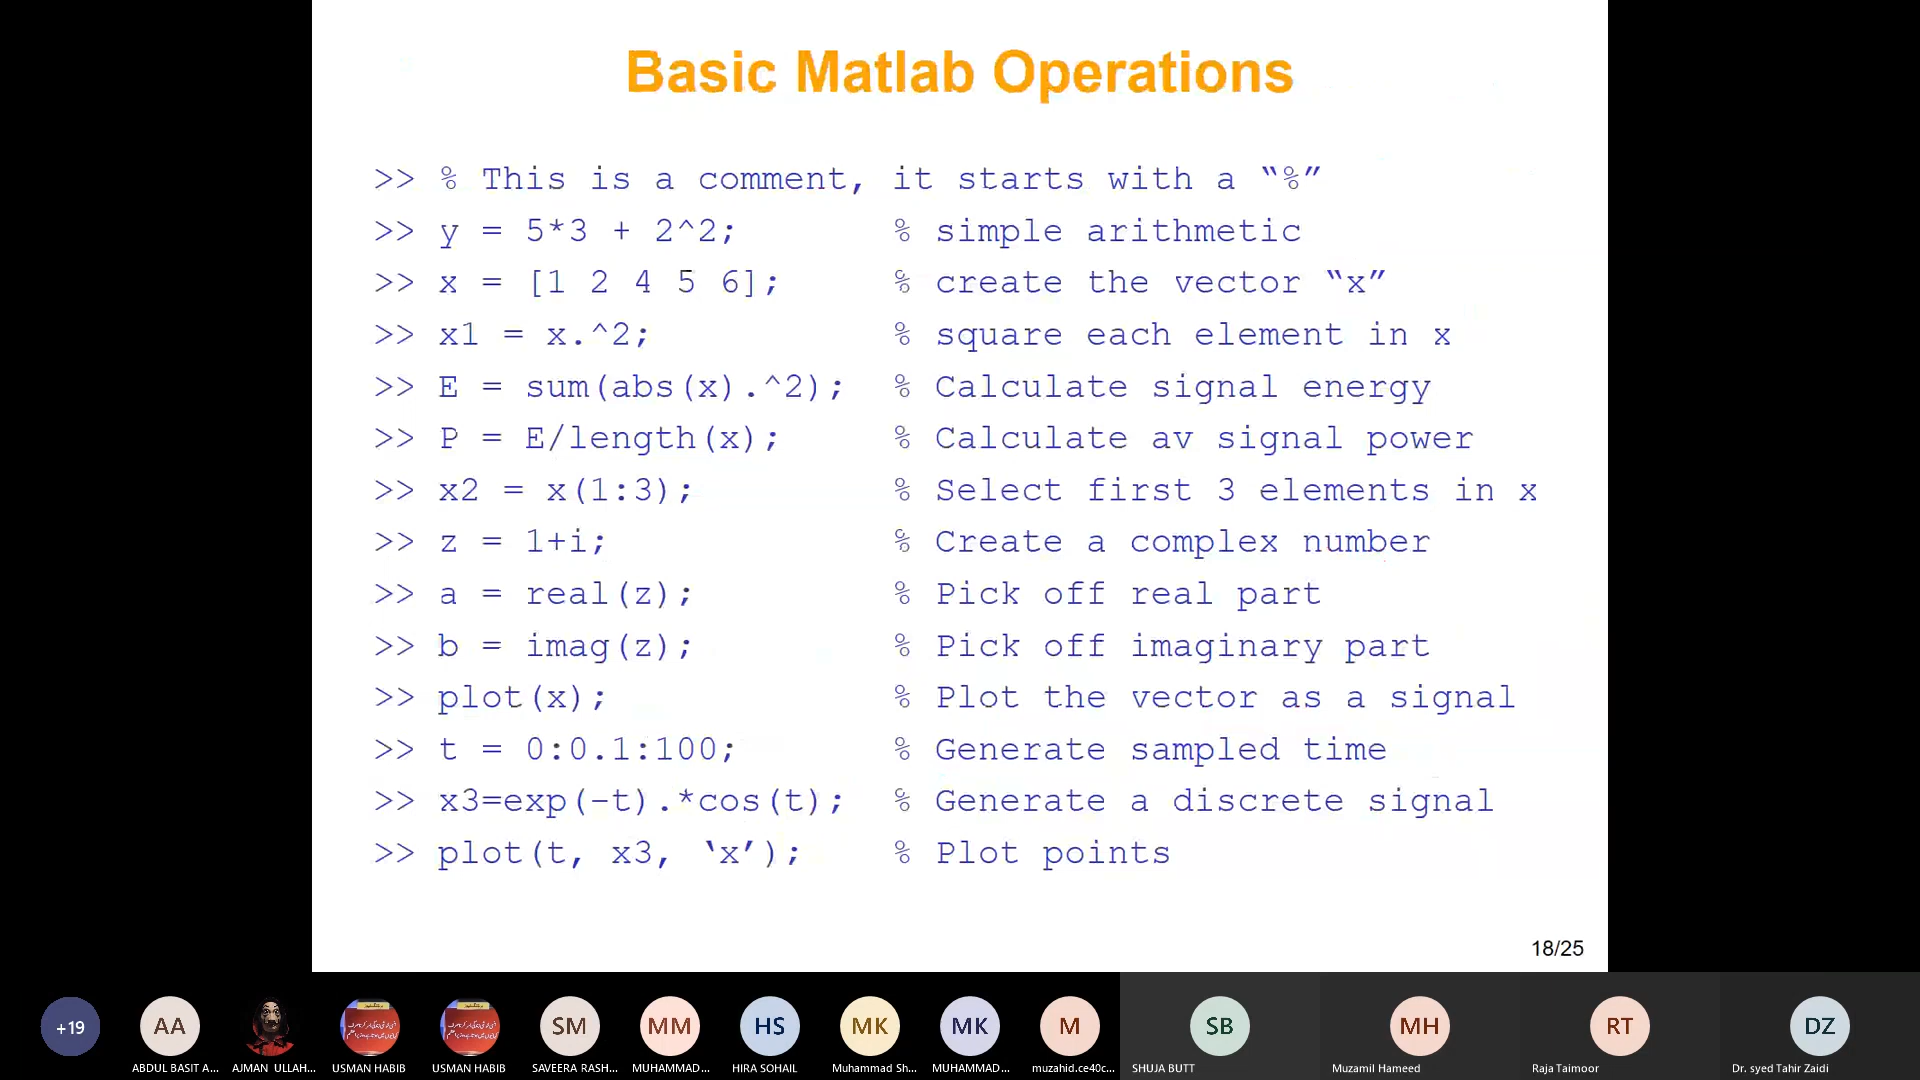 Basic Matlab Operations
>> % This is a comment, it starts with a “%”
>> y = 5*3 + 2^2; % simple arithmetic
>> x = [1 2 4 5 6]; % create the vector “x”
>> x1 = x.^2; % square each element in x
>> E = sum(abs(x).^2); % Calculate signal energy
>> P = E/length(x); % Calculate av signal power
>> x2 = x(1:3); % Select first 3 elements in x
>> z = 1+i; % Create a complex number
>> a = real(z); % Pick off real part
>> b = imag(z); % Pick off imaginary part
>> plot(x); % Plot the vector as a signal
>> t = 0:0.1:100; % Generate sampled time
>> x3=exp(-t).*cos(t); % Generate a discrete signal
>> plot(t, x3, ‘x’); % Plot points
18/25
+19 AA SM MM HS MK MK M SB MH RT DZ
ABDUL BASIT A... AJMAN ULLAH... USMAN HABIB USMAN HABIB SAVEERA RASH... MUHAMMAD... HIRA SOHAIL Muhammad Sh... MUHAMMAD... muzahid.ce40c... SHUJA BUTT Muzamil Hameed Raja Taimoor Dr. syed Tahir Zaidi